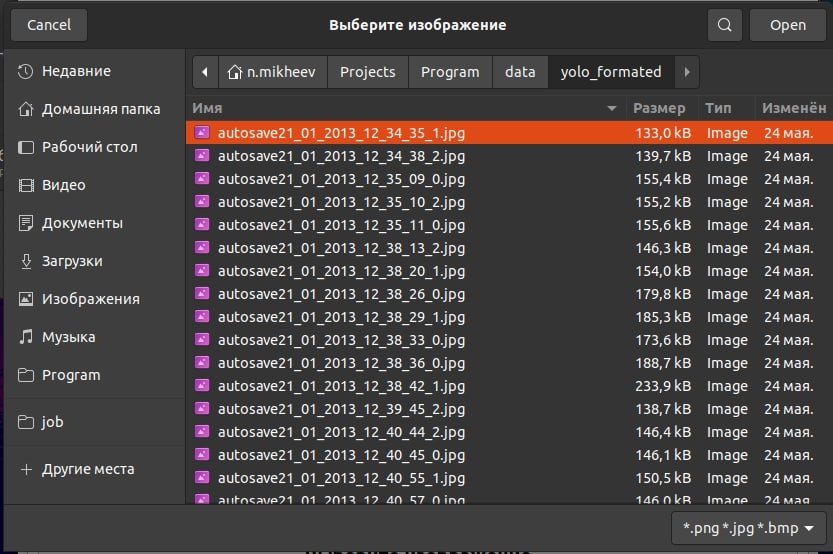 Cancel Выберите изображение Open
n.mikheev Projects Program data yolo_formated
Недавние
Домашняя папка
Рабочий стол
Видео
Документы
Загрузки
Изображения
Музыка
Program
job
Другие места
Имя Размер Тип Изменён
autosave21_01_2013_12_34_35_1.jpg 133,0 kB Image 24 мая.
autosave21_01_2013_12_34_38_2.jpg 139,7 kB Image 24 мая.
autosave21_01_2013_12_35_09_0.jpg 155,4 kB Image 24 мая.
autosave21_01_2013_12_35_10_2.jpg 155,2 kB Image 24 мая.
autosave21_01_2013_12_35_11_0.jpg 155,6 kB Image 24 мая.
autosave21_01_2013_12_38_13_2.jpg 146,3 kB Image 24 мая.
autosave21_01_2013_12_38_20_1.jpg 154,0 kB Image 24 мая.
autosave21_01_2013_12_38_26_0.jpg 179,8 kB Image 24 мая.
autosave21_01_2013_12_38_29_1.jpg 185,3 kB Image 24 мая.
autosave21_01_2013_12_38_33_0.jpg 173,6 kB Image 24 мая.
autosave21_01_2013_12_38_36_0.jpg 188,7 kB Image 24 мая.
autosave21_01_2013_12_38_42_1.jpg 233,9 kB Image 24 мая.
autosave21_01_2013_12_39_45_2.jpg 138,7 kB Image 24 мая.
autosave21_01_2013_12_40_44_2.jpg 146,4 kB Image 24 мая.
autosave21_01_2013_12_40_45_0.jpg 146,1 kB Image 24 мая.
autosave21_01_2013_12_40_55_1.jpg 150,5 kB Image 24 мая.
autosave21_01_2013_12_40_57_0.jpg 146,0 kB Image 24 мая.
*.png *.jpg *.bmp